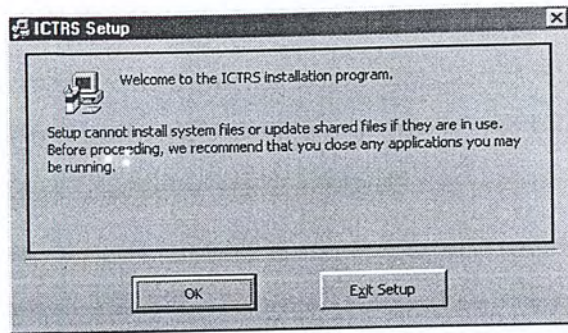 ICTRS Setup
Welcome to the ICTRS installation program.
Setup cannot install system files or update shared files if they are in use.
Before proceeding, we recommend that you close any applications you may
be running.
OK
Exit Setup